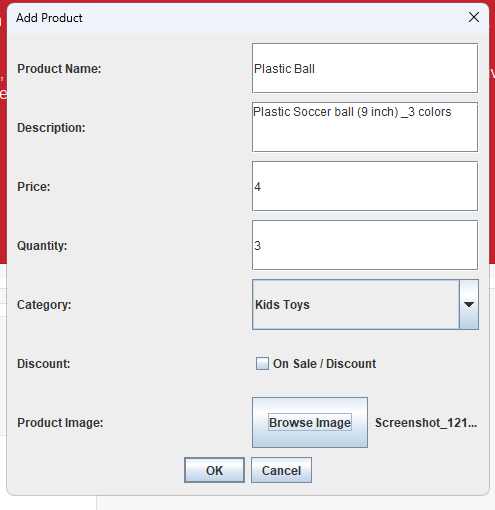 Add Product
Product Name: Plastic Ball
Description: Plastic Soccer ball (9 inch) _3 colors
Price: 4
Quantity: 3
Category: Kids Toys
Discount: On Sale / Discount
Product Image: Browse Image Screenshot_121...
OK Cancel